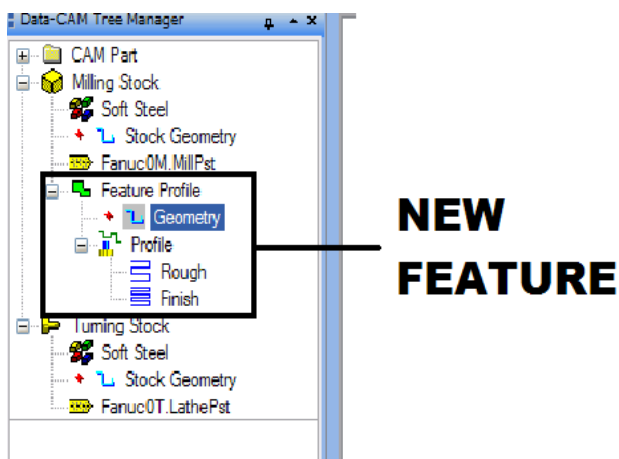 Data-CAM Tree Manager
CAM Part
Milling Stock
Soft Steel
Stock Geometry
Fanuc0M.MillPst
Feature Profile
Geometry
Profile
Rough
Finish
Turning Stock
Soft Steel
Stock Geometry
Fanuc0T.LathePst
NEW
FEATURE